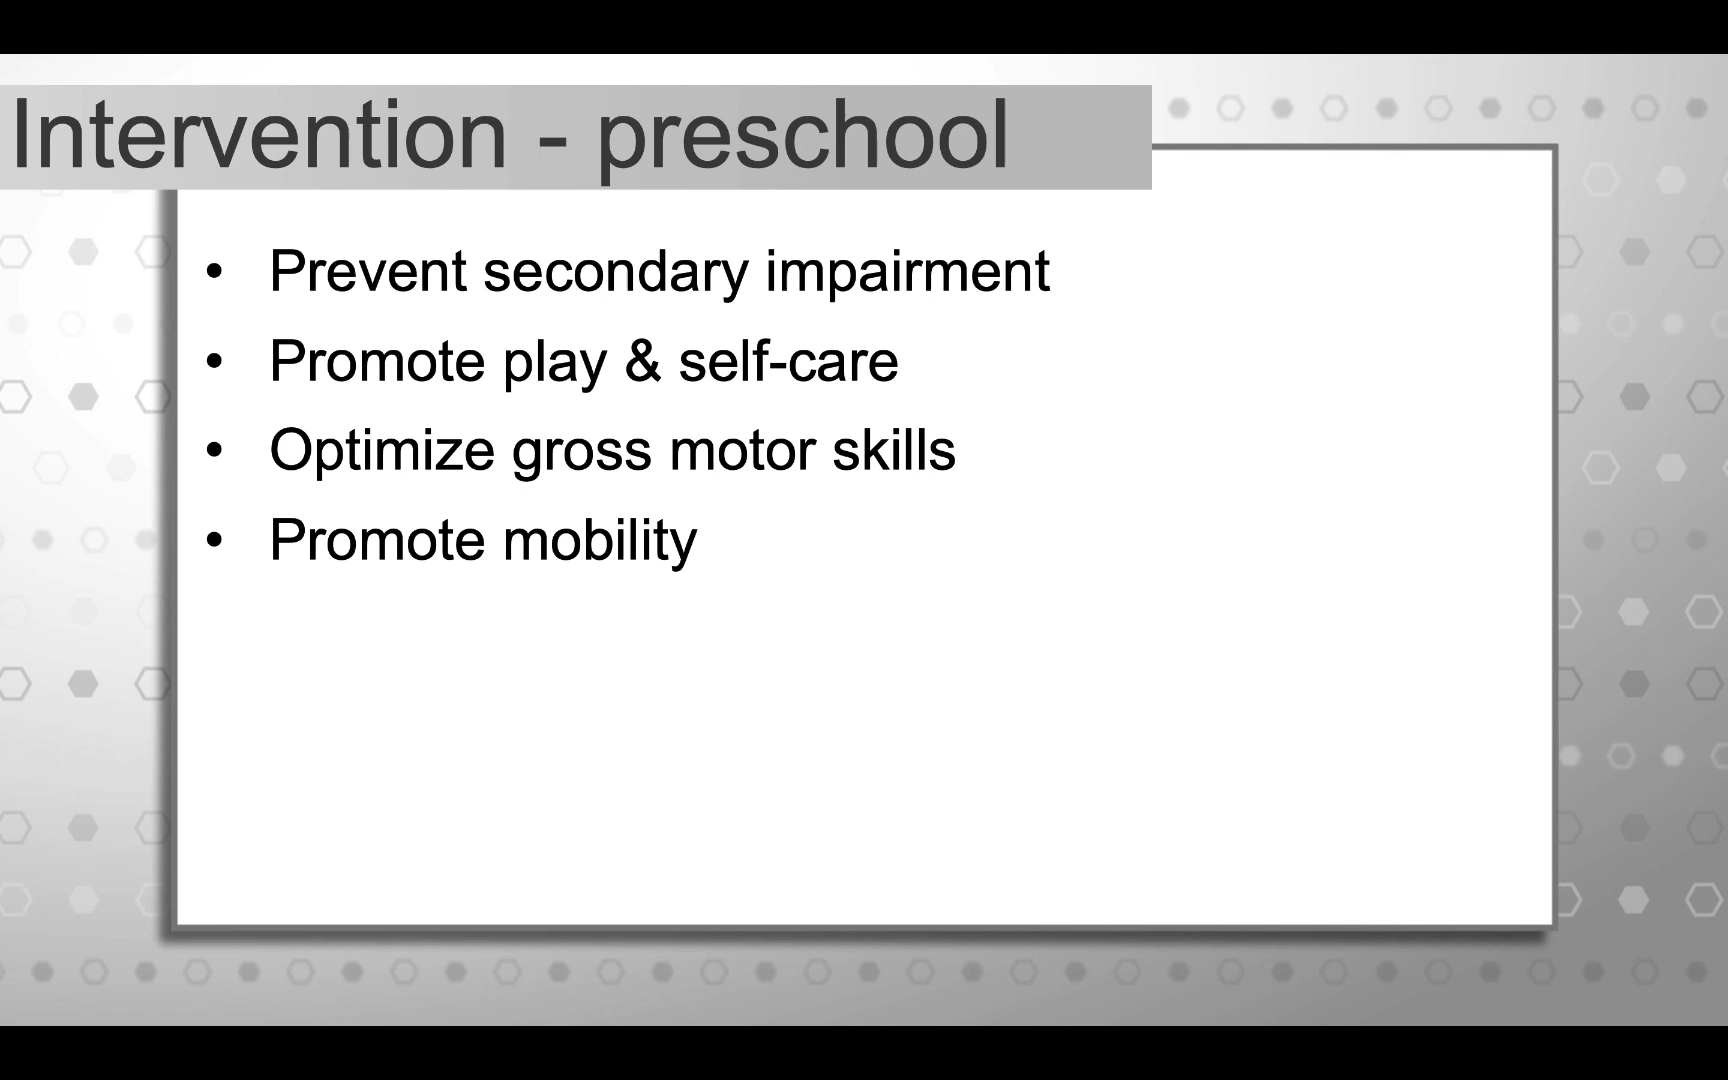 Intervention - preschool
• Prevent secondary impairment
• Promote play & self-care
• Optimize gross motor skills
• Promote mobility